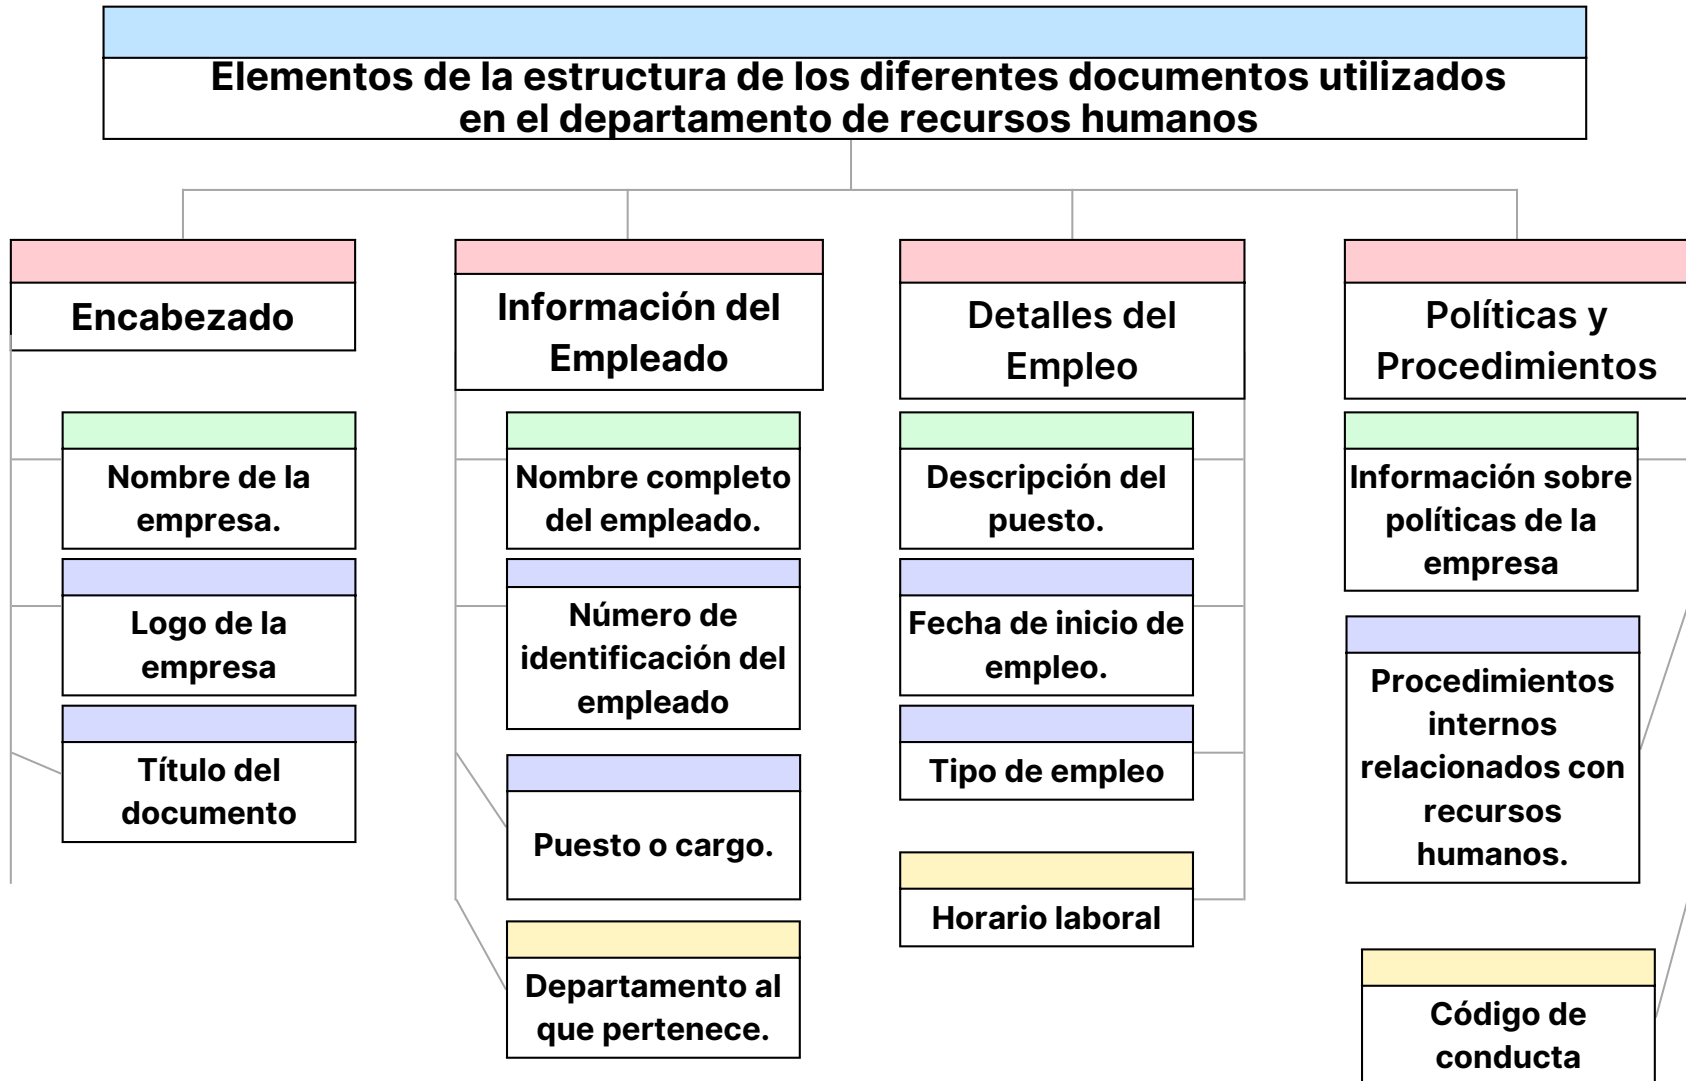 Elementos de la estructura de los diferentes documentos utilizados
en el departamento de recursos humanos
Encabezado
Nombre de la
empresa.
Logo de la
empresa
Título del
documento
Información del
Empleado
Nombre completo
del empleado.
Número de
identificación del
empleado
Puesto o cargo.
Departamento al
que pertenece.
Detalles del
Empleo
Descripción del
puesto.
Fecha de inicio de
empleo.
Tipo de empleo
Horario laboral
Políticas y
Procedimientos
Información sobre
políticas de la
empresa
Procedimientos
internos
relacionados con
recursos
humanos.
Código de
conducta